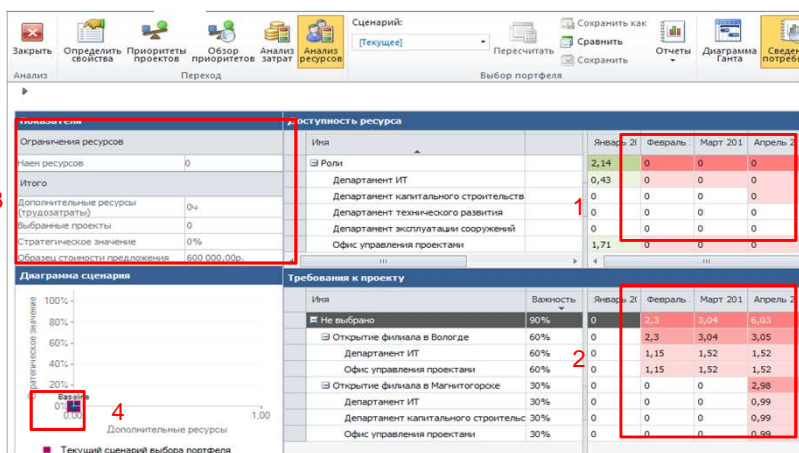 Закрыть
Определить свойства
Приоритеты проектов
Обзор приоритетов
Анализ затрат
Анализ ресурсов
Сценарий:
[Текущее]
Пересчитать
Сохранить как
Сравнить
Сохранить
Отчеты
Диаграмма Ганта
Анализ
Переход
Выбор портфеля
Доступность ресурса
Ограничения ресурсов
Наем ресурсов 0
Итого
3
Дополнительные ресурсы (трудозатраты) 0ч
Выбранные проекты 0
Стратегическое значение 0%
Образец стоимости предложения 600 000,00р.
Имя Март 201
Роли 2,14 0 0 0
Департамент ИТ 0,43 0 0 0
Департамент капитального строительств 0 0 0 0
1
Департамент технического развития 0 0 0 0
Департамент эксплуатации сооружений 0 0 0 0
Офис управления проектами 1,71 0 0 0
Диаграмма сценария
100%
80%
60%
40%
20%
0%
Baseline
0,00
4
1,00
Дополнительные ресурсы
Текущий сценарий выбора портфеля
Требования к проекту
Имя Важность Февраль Март 201
Не выбрано 90% 0 2,3 3,04 6,03
Открытие филиала в Вологде 60% 0 2,3 3,04 3,05
Департамент ИТ 60% 0 1,15 1,52 1,52
2
Офис управления проектами 60% 0 1,15 1,52 1,52
Открытие филиала в Магнитогорске 30% 0 0 0 2,98
Департамент ИТ 30% 0 0 0 0,99
Департамент капитального строительс 30% 0 0 0 0,99
Офис управления проектами 30% 0 0 0 0,99